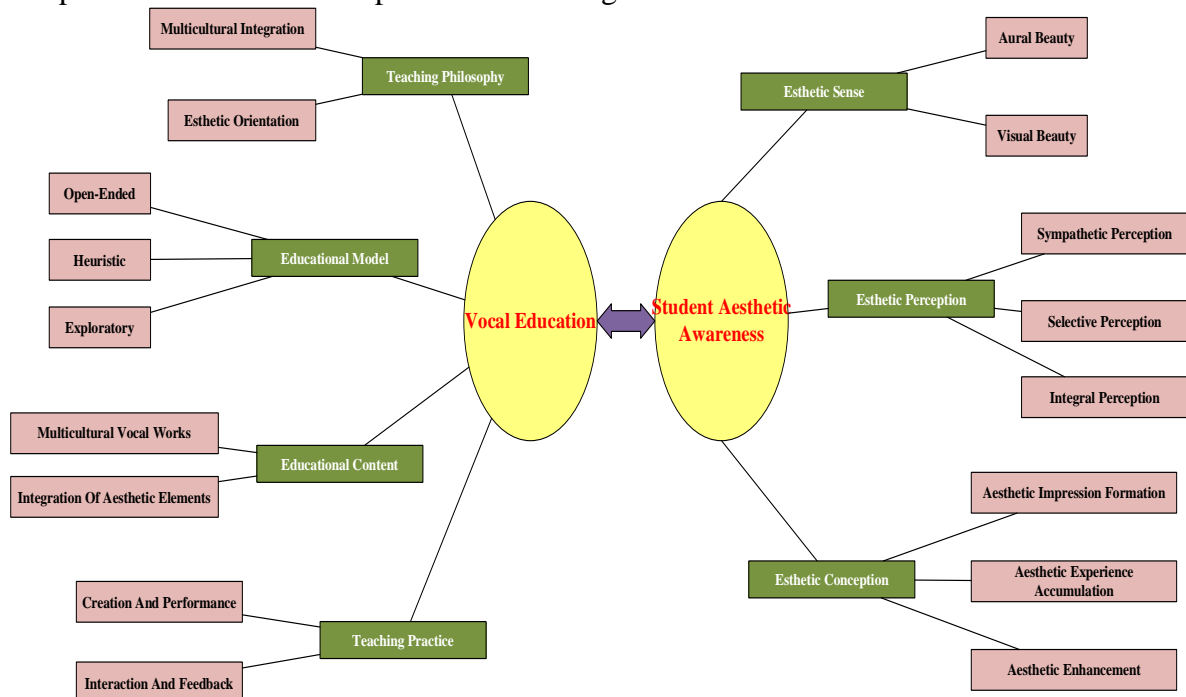 Multicultural Integration
Teaching Philosophy
Esthetic Orientation
Open-Ended
Heuristic
Educational Model
Exploratory
Vocal Education
Multicultural Vocal Works
Educational Content
Integration Of Aesthetic Elements
Creation And Performance
Teaching Practice
Interaction And Feedback
Aural Beauty
Esthetic Sense
Visual Beauty
Student Aesthetic
Awareness
Sympathetic Perception
Esthetic Perception
Selective Perception
Integral Perception
Aesthetic Impression Formation
Esthetic Conception
Aesthetic Experience
Accumulation
Aesthetic Enhancement